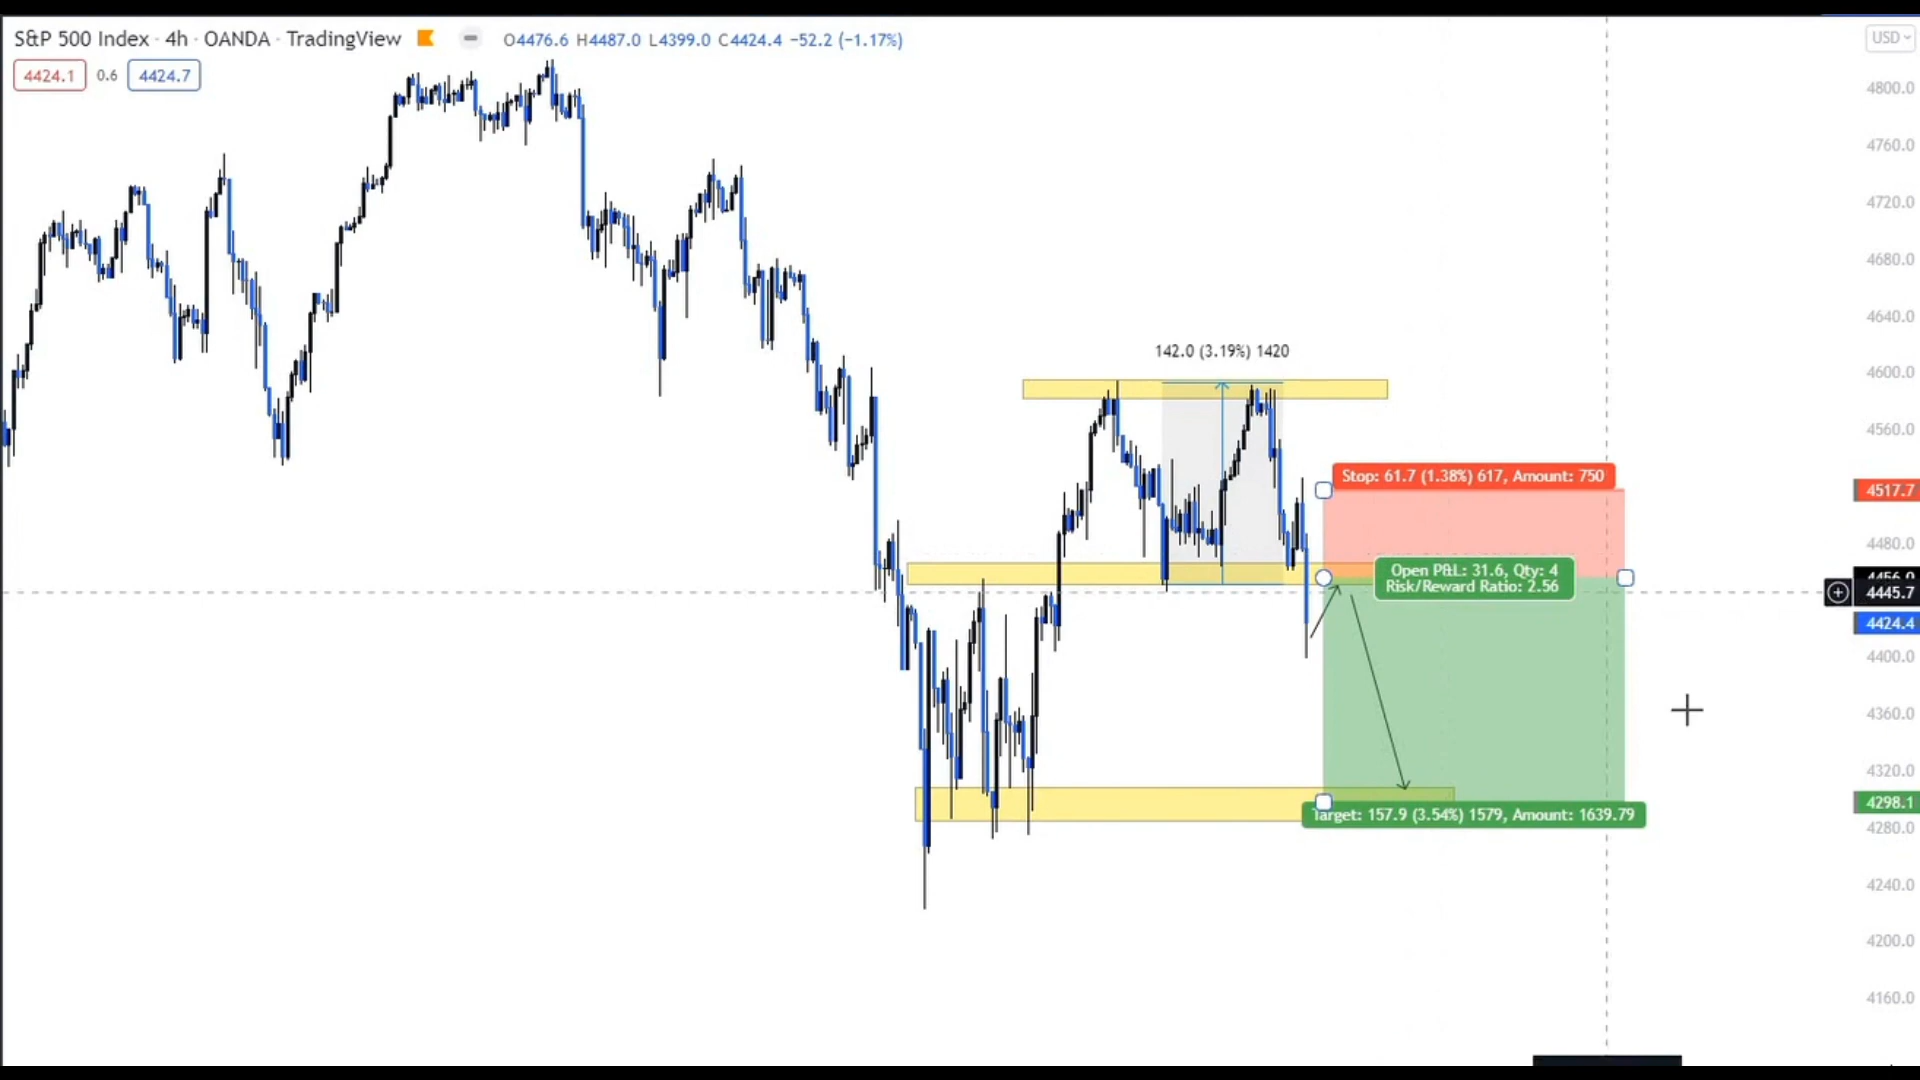 S&P 500 Index · 4h · OANDA · TradingView O4476.6 H4487.0 L4399.0 C4424.4 −52.2 (−1.17%)
USD
4424.1 0.6 4424.7
4800.0
4760.0
4720.0
4680.0
4640.0
142.0 (3.19%) 1420
4600.0
4560.0
Stop: 61.7 (1.38%) 617, Amount: 750
4517.7
4480.0
Open P&L: 31.6, Qty: 4
Risk/Reward Ratio: 2.56
4445.7
4424.4
4400.0
4360.0
4320.0
4298.1
Target: 157.9 (3.54%) 1579, Amount: 1639.79
4280.0
4240.0
4200.0
4160.0